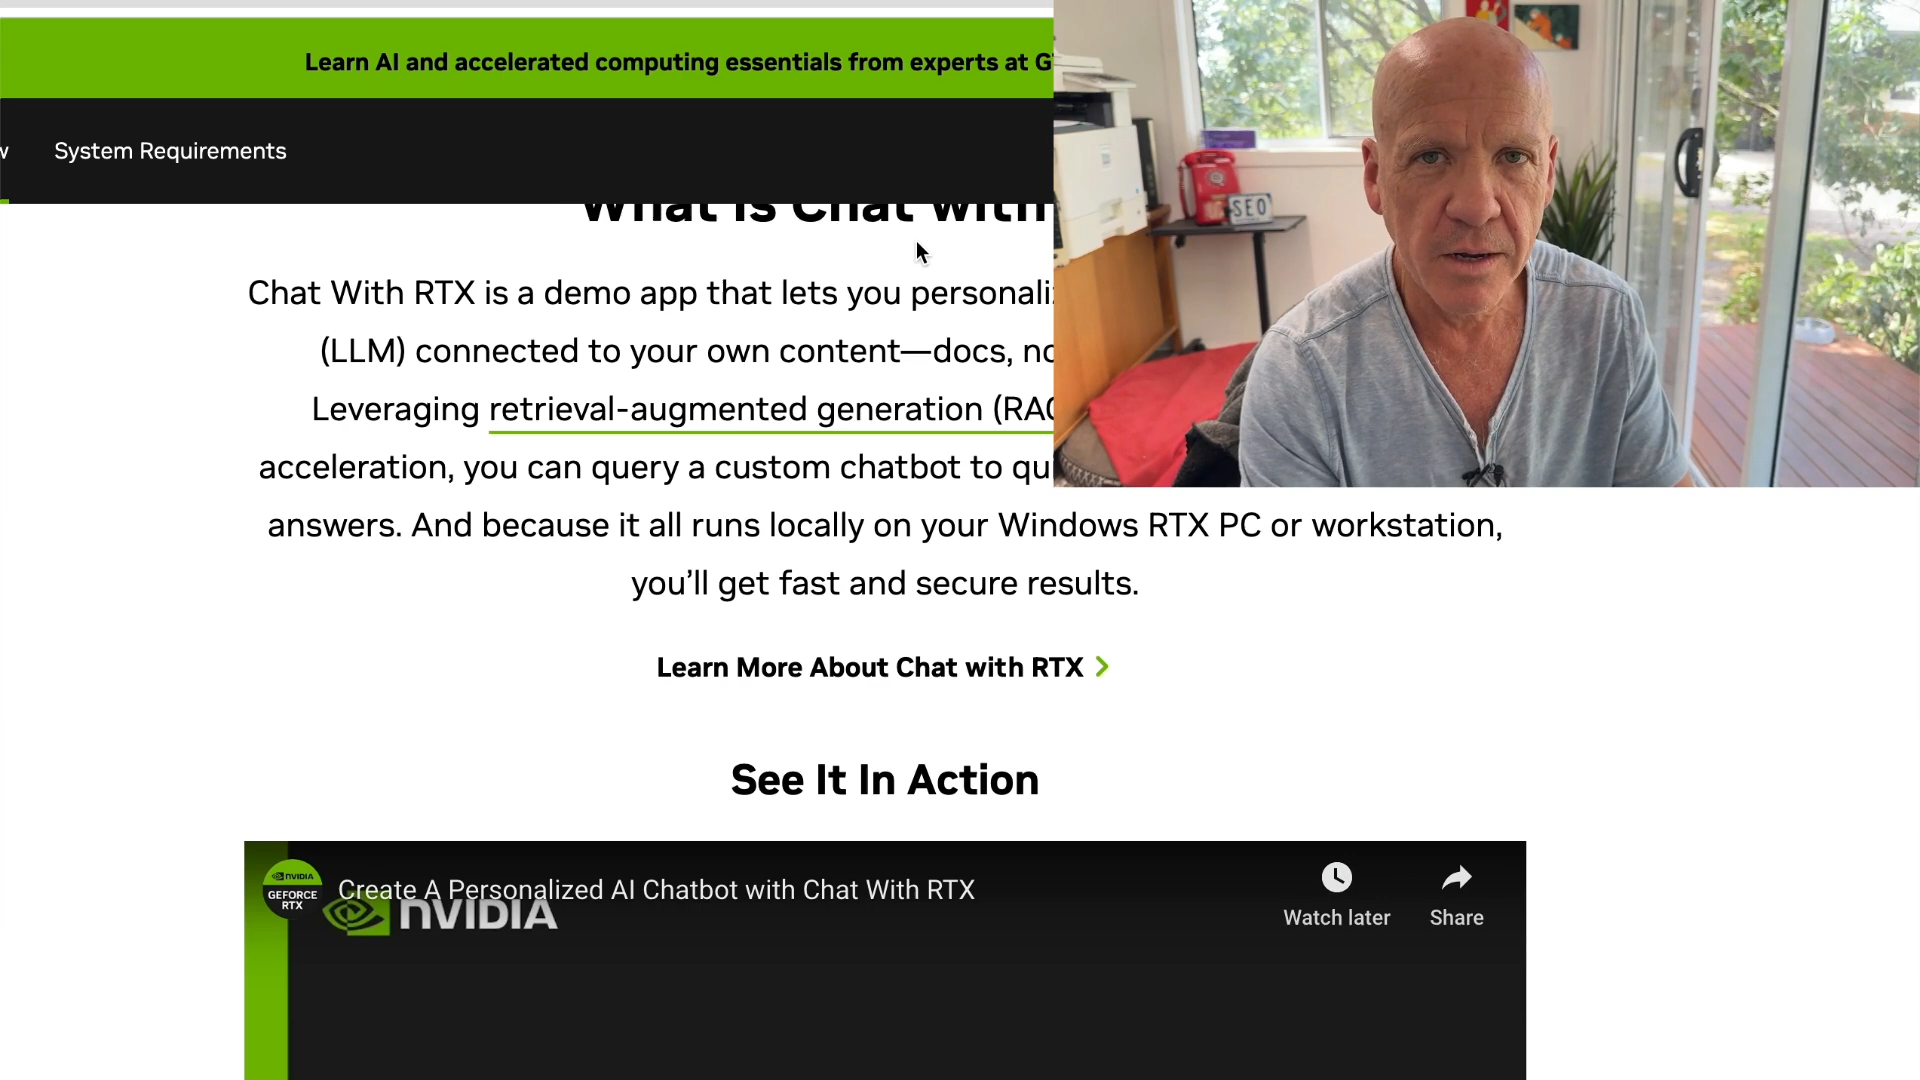 Learn AI and accelerated computing essentials from experts at
System Requirements
What Is Chat with
Chat With RTX is a demo app that lets you
(LLM) connected to your own content—docs,
Leveraging retrieval-augmented generation
acceleration, you can query a custom chatbot to
answers. And because it all runs locally on your Windows RTX PC or workstation,
you’ll get fast and secure results.
Learn More About Chat with RTX
See It In Action
Create A Personalized AI Chatbot with Chat With RTX
NVIDIA
GEFORCE
RTX
nVIDIA
Watch later
Share
SEO